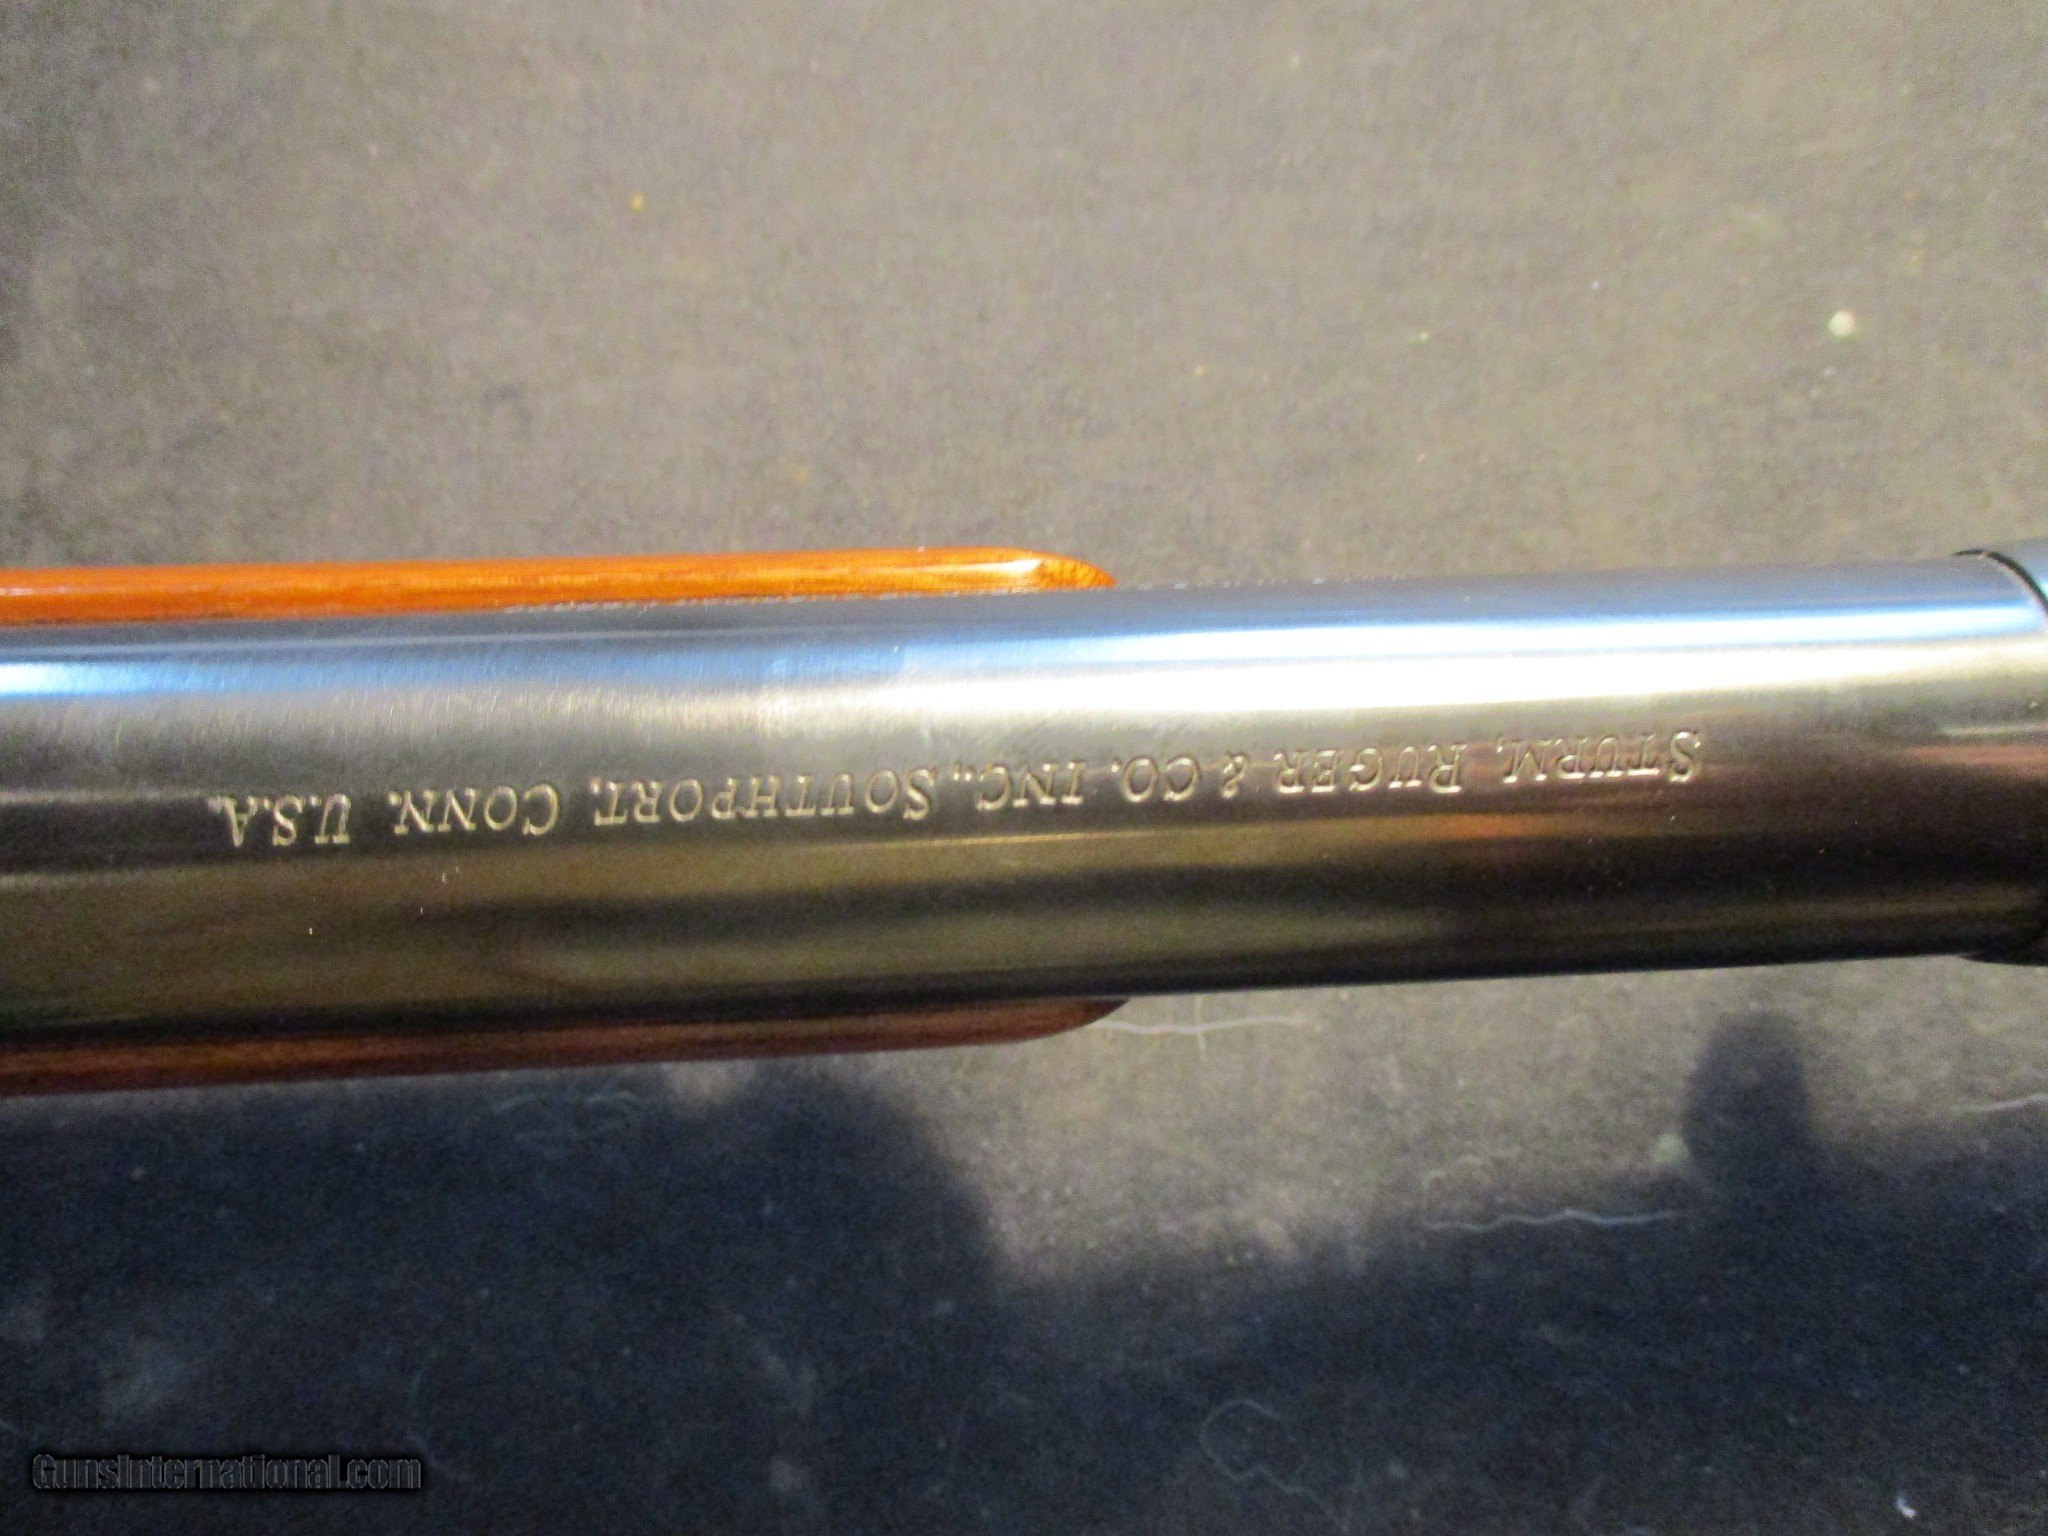 STURM, RUGER & CO. INC., SOUTHPORT, CONN. U.S.A.
GunsInternational.com